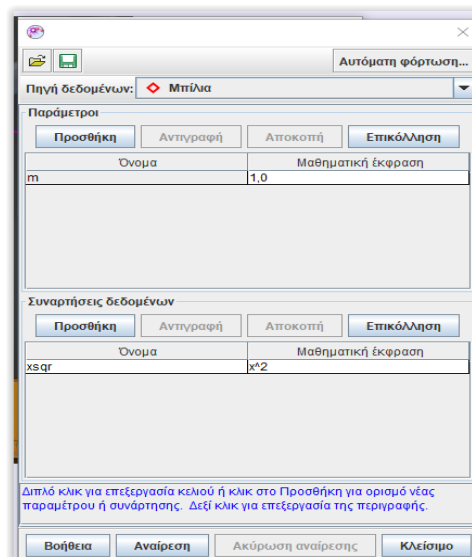 Αυτόματη φόρτωση...
Πηγή δεδομένων: Μπίλια
Παράμετροι
Προσθήκη Αντιγραφή Αποκοπή Επικόλληση
Όνομα Μαθηματική έκφραση
m 1,0
Συναρτήσεις δεδομένων
Προσθήκη Αντιγραφή Αποκοπή Επικόλληση
Όνομα Μαθηματική έκφραση
xsqr x^2
Διπλό κλικ για επεξεργασία κελιού ή κλικ στο Προσθήκη για ορισμό νέας
παραμέτρου ή συνάρτησης. Δεξί κλικ για επεξεργασία της περιγραφής.
Βοήθεια Αναίρεση Ακύρωση αναίρεσης Κλείσιμο